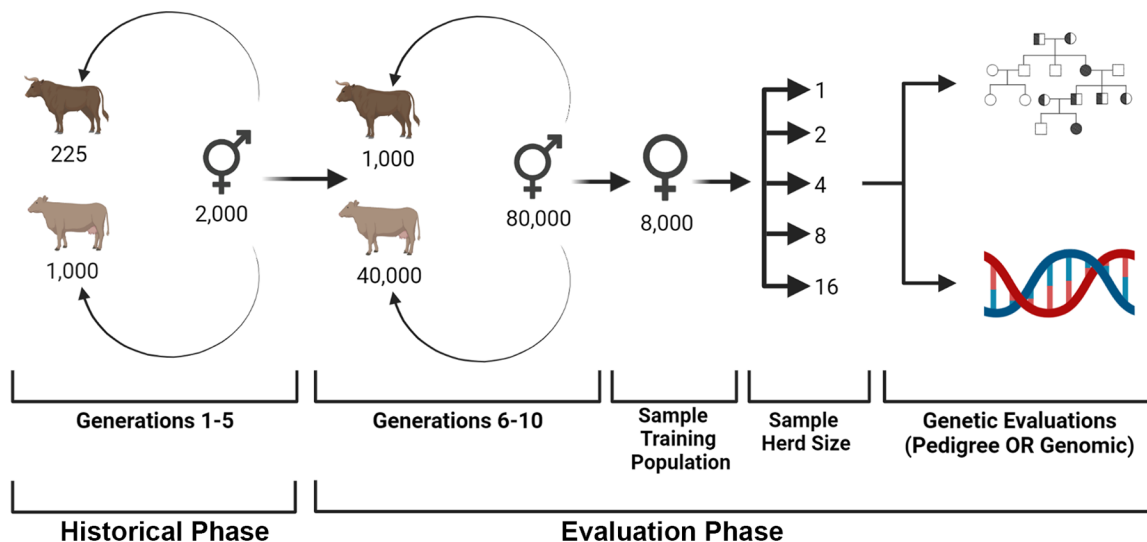 225
1,000
2,000
1,000
40,000
80,000
8,000
1
2
4
8
16
Generations 1-5
Generations 6-10
Sample
Training
Population
Sample
Herd Size
Genetic Evaluations
(Pedigree OR Genomic)
Historical Phase
Evaluation Phase